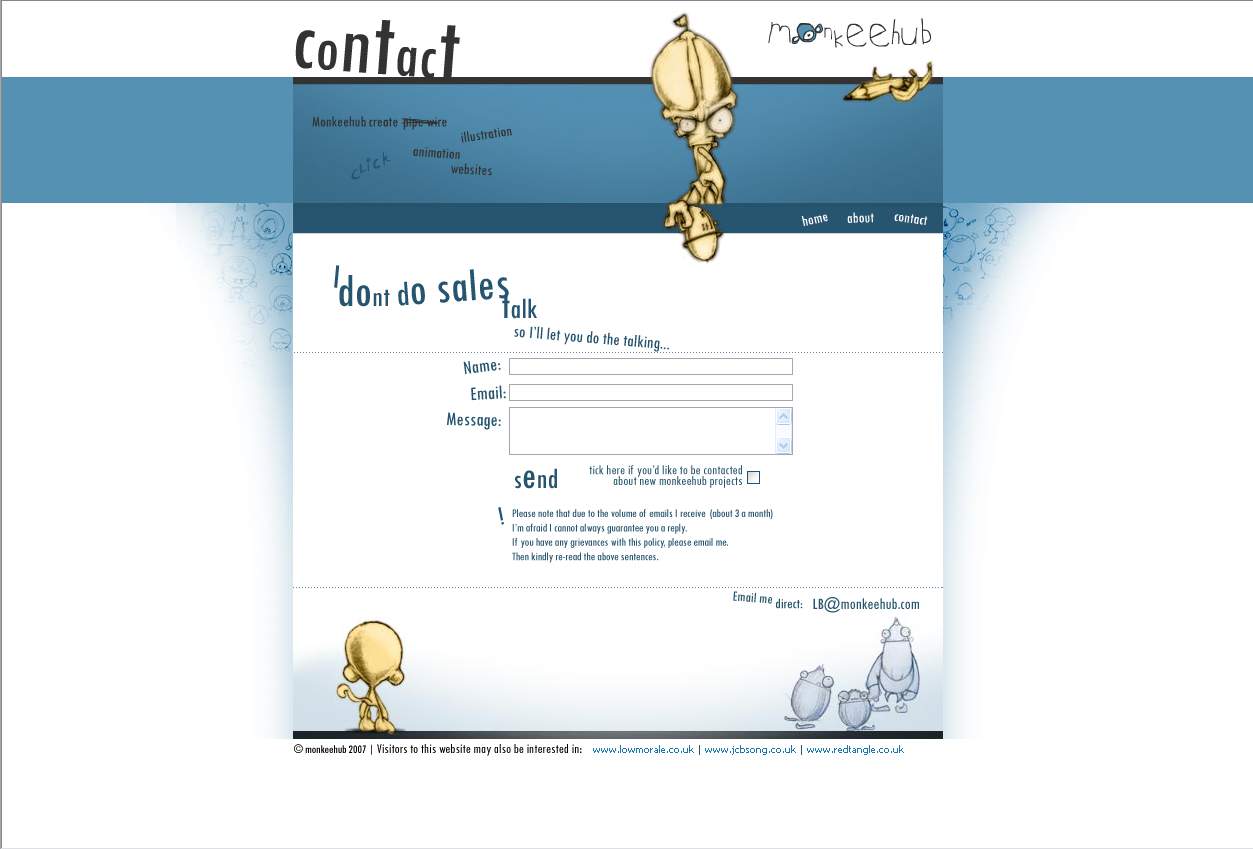 contact
monkeehub
Monkeehub create pipe wire
illustration
animation
click
websites
home about contact
I dont do sales
talk
so I'll let you do the talking...
Name:
Email:
Message:
send
tick here if you'd like to be contacted
about new monkeehub projects
! Please note that due to the volume of emails I receive (about 3 a month)
I'm afraid I cannot always guarantee you a reply.
If you have any grievances with this policy, please email me.
Then kindly re-read the above sentences.
Email me direct: LB@monkeehub.com
© monkeehub 2007 | Visitors to this website may also be interested in: www.lowmorale.co.uk | www.jcbsong.co.uk | www.redtangle.co.uk